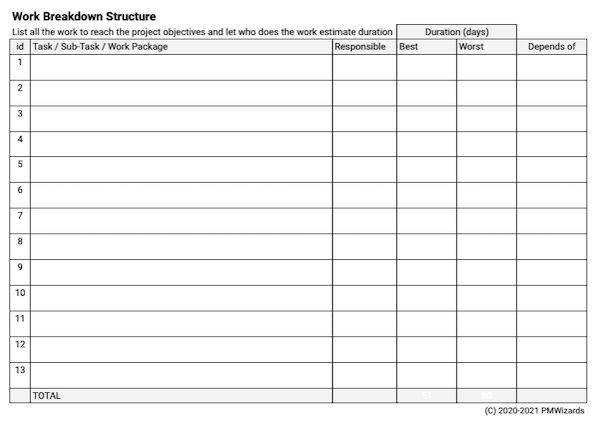 Work Breakdown Structure
List all the work to reach the project objectives and let who does the work estimate duration
Duration (days)
id Task / Sub-Task / Work Package Responsible Best Worst Depends of
1
2
3
4
5
6
7
8
9
10
11
12
13
TOTAL
(C) 2020-2021 PMWizards